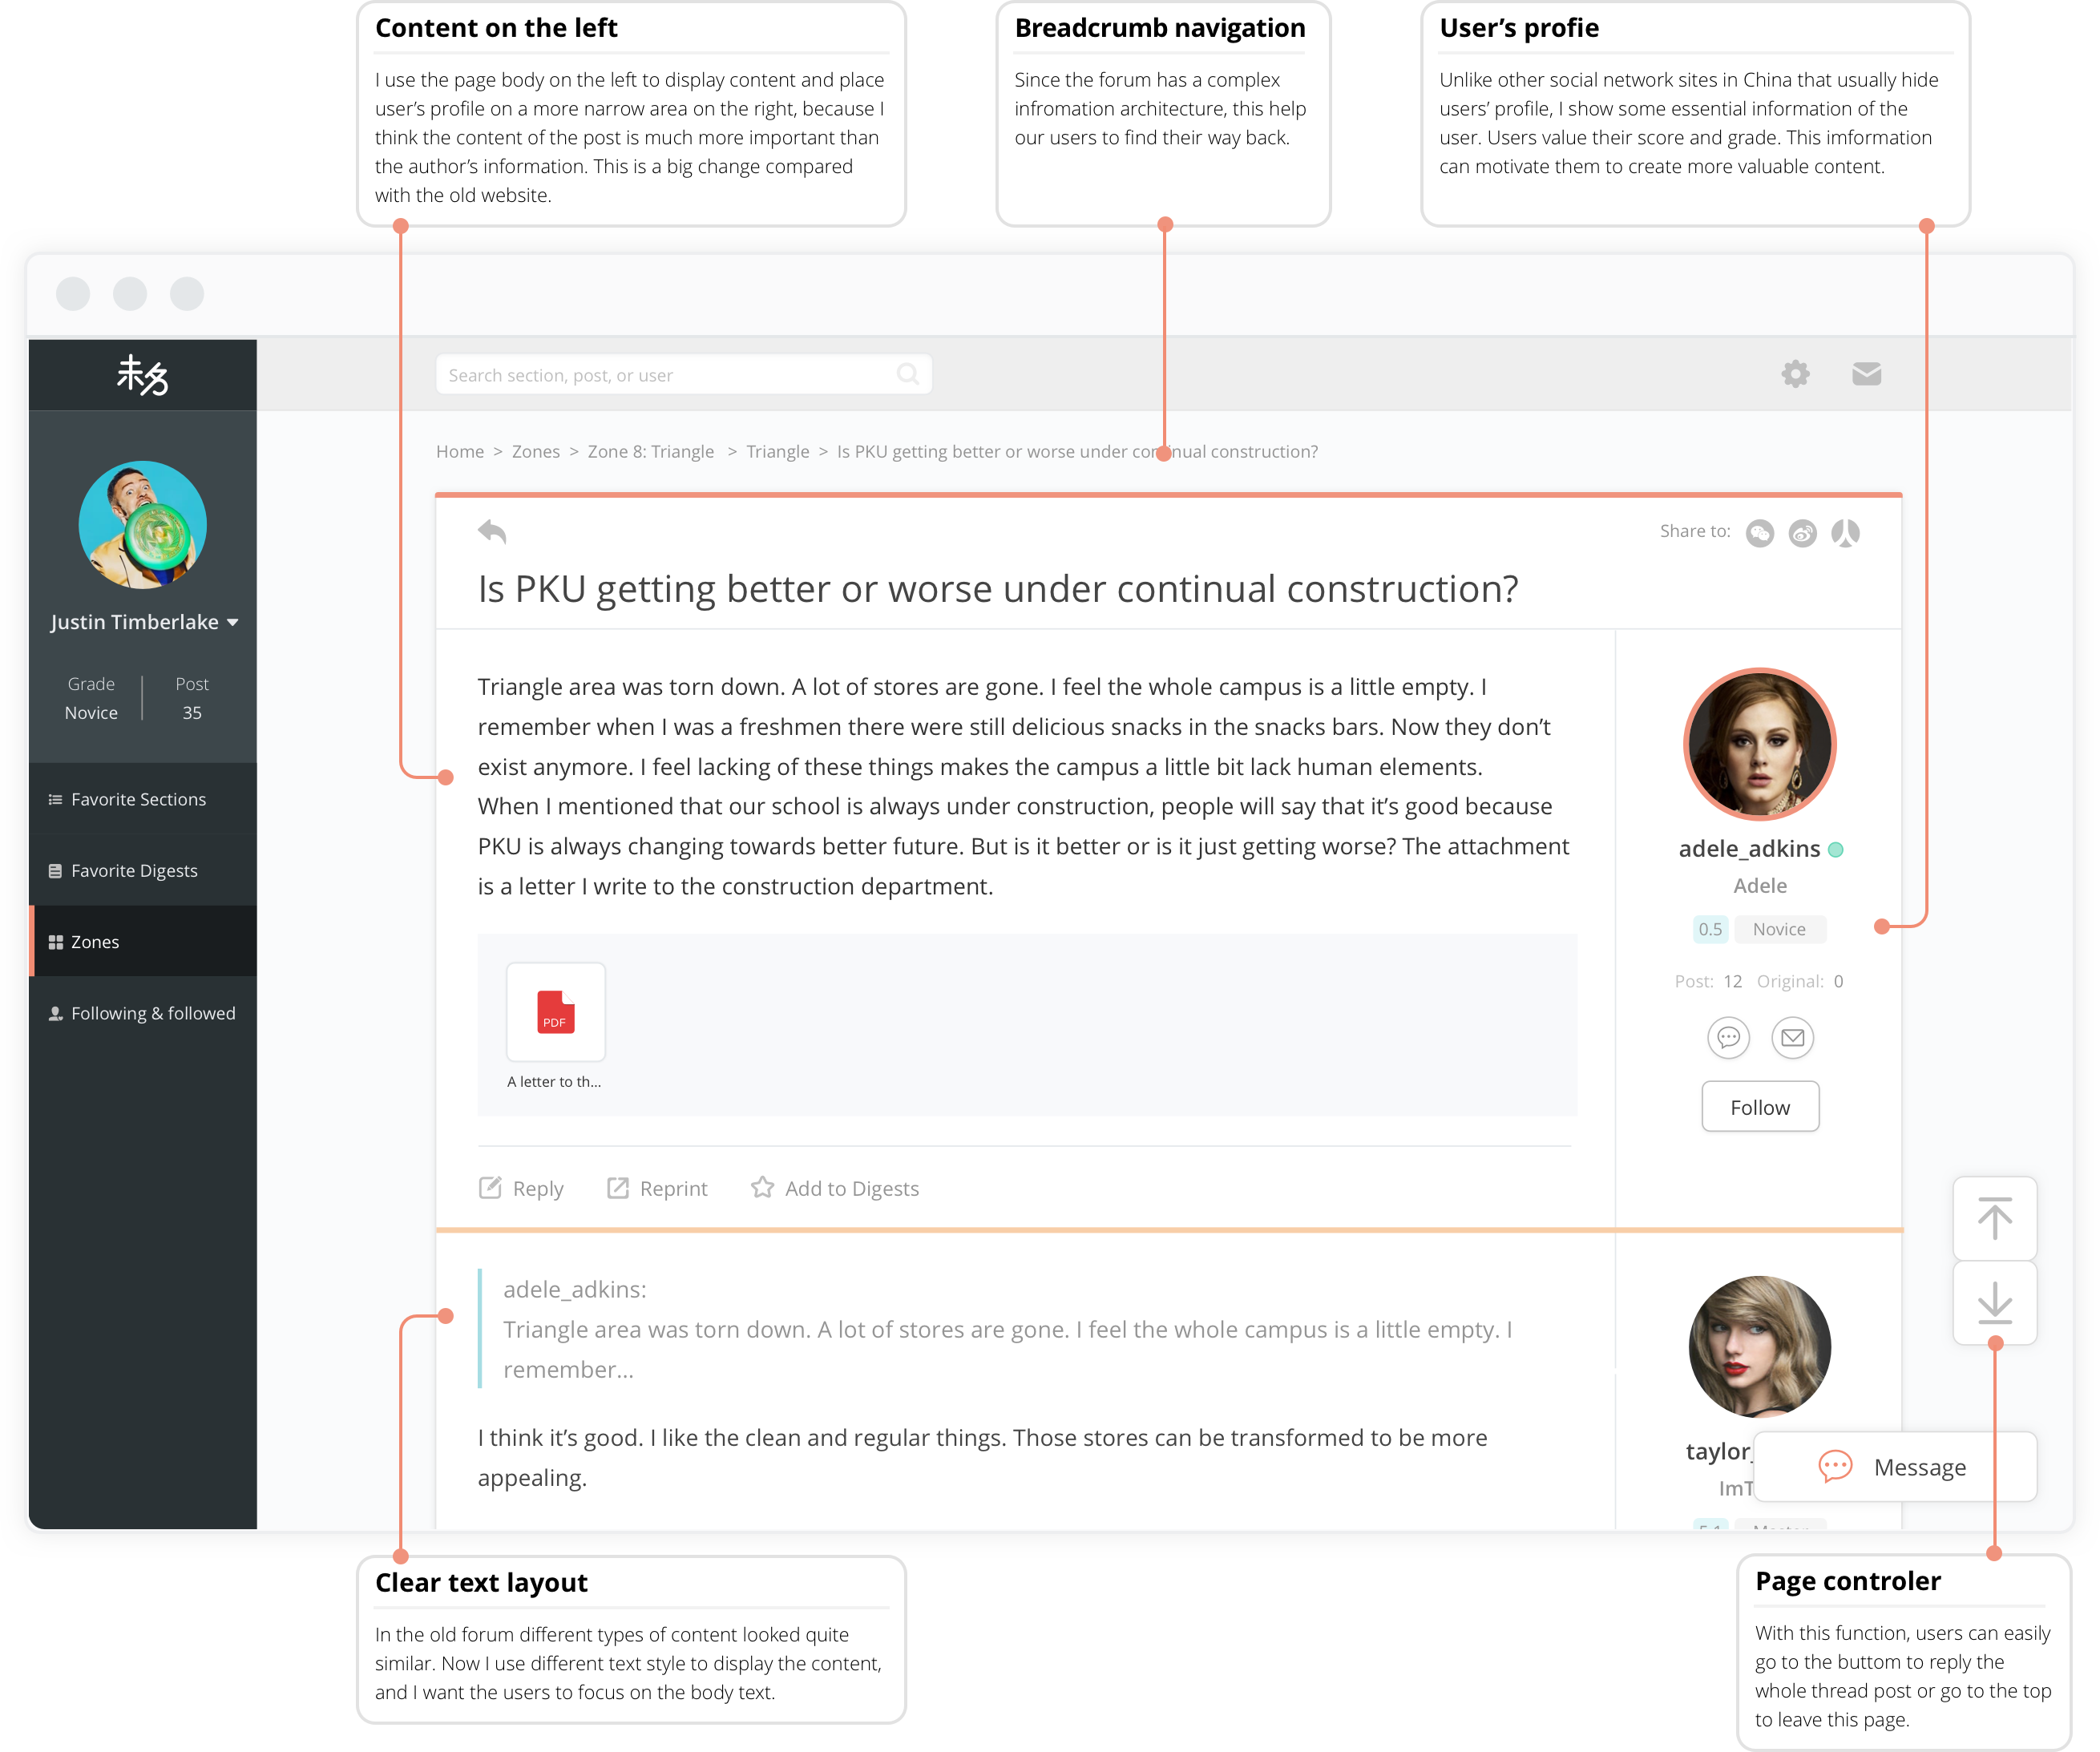 Content on the left
I use the page body on the left to display content and place
user’s profile on a more narrow area on the right, because I
think the content of the post is much more important than
the author’s information. This is a big change compared
with the old website.
Breadcrumb navigation
Since the forum has a complex
infromation architecture, this help
our users to find their way back.
User’s profie
Unlike other social network sites in China that usually hide
users’ profile, I show some essential information of the
user. Users value their score and grade. This imformation
can motivate them to create more valuable content.
Search section, post, or user
Home > Zones > Zone 8: Triangle > Triangle > Is PKU getting better or worse under continual construction?
Justin Timberlake
Grade Post
Novice 35
Favorite Sections
Favorite Digests
Zones
Following & followed
Share to:
Is PKU getting better or worse under continual construction?
Triangle area was torn down. A lot of stores are gone. I feel the whole campus is a little empty. I
remember when I was a freshmen there were still delicious snacks in the snacks bars. Now they don’t
exist anymore. I feel lacking of these things makes the campus a little bit lack human elements.
When I mentioned that our school is always under construction, people will say that it’s good because
PKU is always changing towards better future. But is it better or is it just getting worse? The attachment
is a letter I write to the construction department.
PDF
A letter to th...
Reply Reprint Add to Digests
adele_adkins
Adele
0.5 Novice
Post: 12 Original: 0
Follow
adele_adkins:
Triangle area was torn down. A lot of stores are gone. I feel the whole campus is a little empty. I
remember...
I think it’s good. I like the clean and regular things. Those stores can be transformed to be more
appealing.
taylor_
ImT
Message
Clear text layout
In the old forum different types of content looked quite
similar. Now I use different text style to display the content,
and I want the users to focus on the body text.
Page controler
With this function, users can easily
go to the buttom to reply the
whole thread post or go to the top
to leave this page.